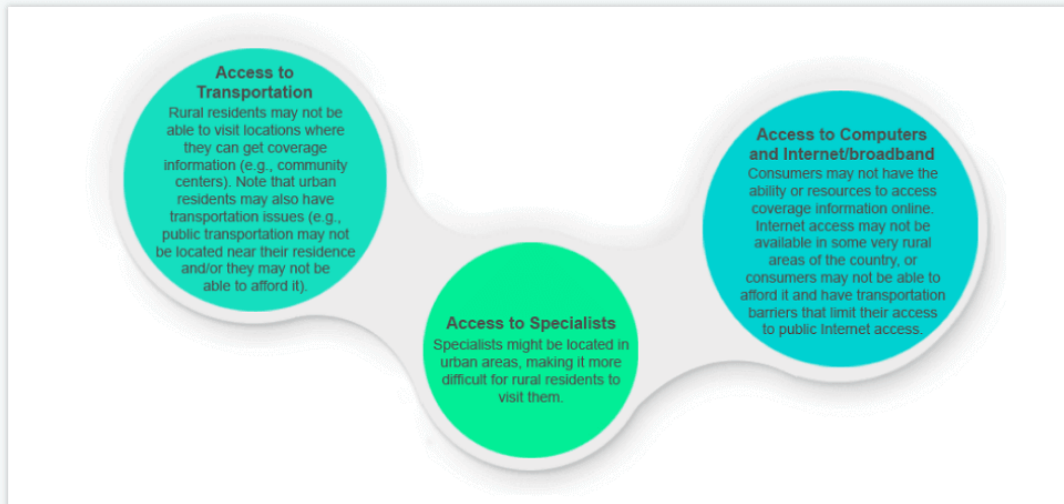 Access to
Transportation
Rural residents may not be
able to visit locations where
they can get coverage
information (e.g., community
centers). Note that urban
residents may also have
transportation issues (e.g.,
public transportation may not
be located near their residence
and/or they may not be
able to afford it).
Access to Specialists
Specialists might be located in
urban areas, making it more
difficult for rural residents to
visit them.
Access to Computers
and Internet/broadband
Consumers may not have the
ability or resources to access
coverage information online.
Internet access may not be
available in some very rural
areas of the country, or
consumers may not be able to
afford it and have transportation
barriers that limit their access
to public Internet access.